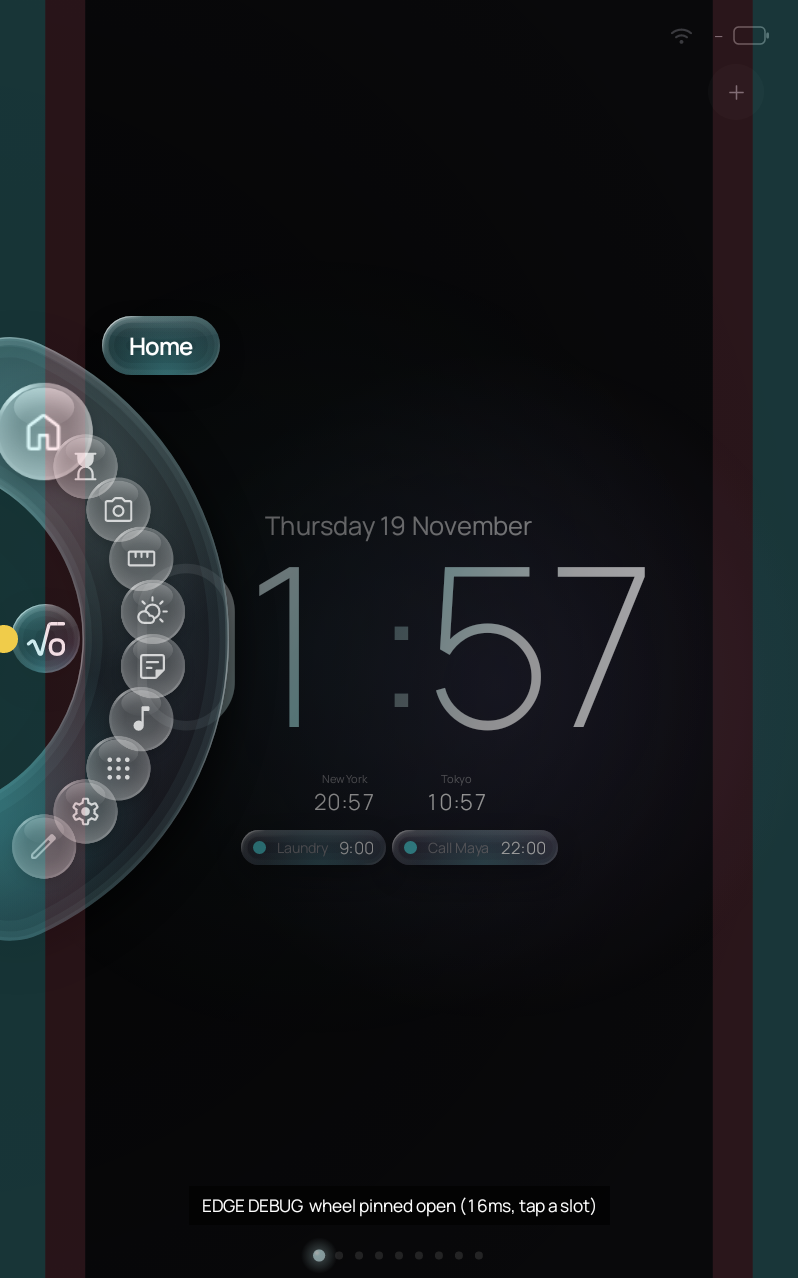 Home
Thursday 19 November
1:57
New York
Tokyo
20:57
10:57
Laundry 9:00
Call Maya 22:00
EDGE DEBUG wheel pinned open (16ms, tap a slot)